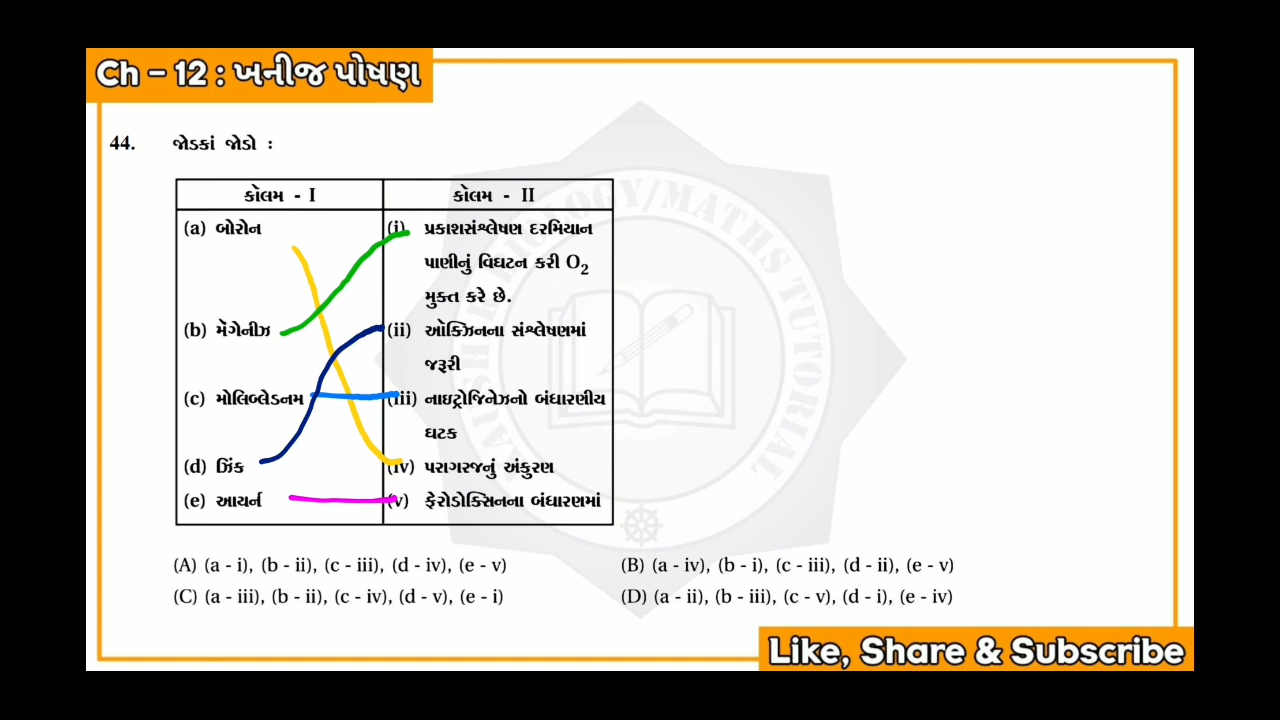 Ch - 12 : ખનીજ પોષણ
44. જોડકાં જોડો :
કોલમ - I કોલમ - II
(a) બોરોન (i) પ્રકાશસંશ્લેષણ દરમિયાન
પાણીનું વિઘટન કરી O2
મુક્ત કરે છે.
(b) મેંગેનીઝ (ii) ઓક્ઝિનના સંશ્લેષણમાં
જરૂરી
(c) મોલિબ્લેડનમ (iii) નાઇટ્રોજિનેઝનો બંધારણીય
ઘટક
(d) ઝિંક (iv) પરાગરજનું અંકુરણ
(e) આયર્ન (v) ફેરોડોક્સિનના બંધારણમાં
(A) (a - i), (b - ii), (c - iii), (d - iv), (e - v) (B) (a - iv), (b - i), (c - iii), (d - ii), (e - v)
(C) (a - iii), (b - ii), (c - iv), (d - v), (e - i) (D) (a - ii), (b - iii), (c - v), (d - i), (e - iv)
Like, Share & Subscribe